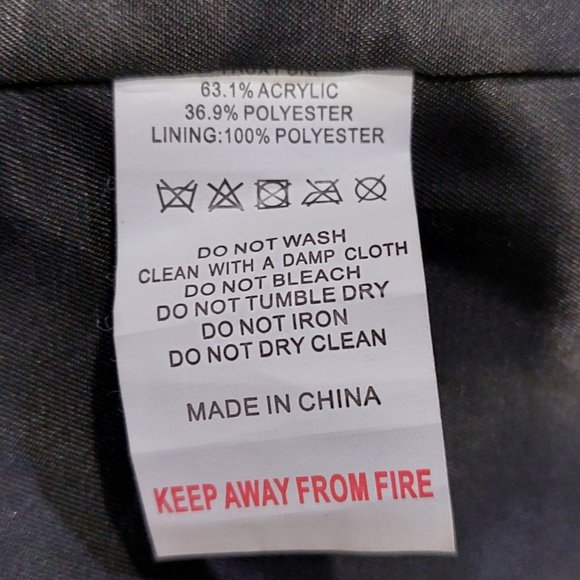 63.1% ACRYLIC
36.9% POLYESTER
LINING:100% POLYESTER
DO NOT WASH
CLEAN WITH A DAMP CLOTH
DO NOT BLEACH
DO NOT TUMBLE DRY
DO NOT IRON
DO NOT DRY CLEAN
MADE IN CHINA
KEEP AWAY FROM FIRE